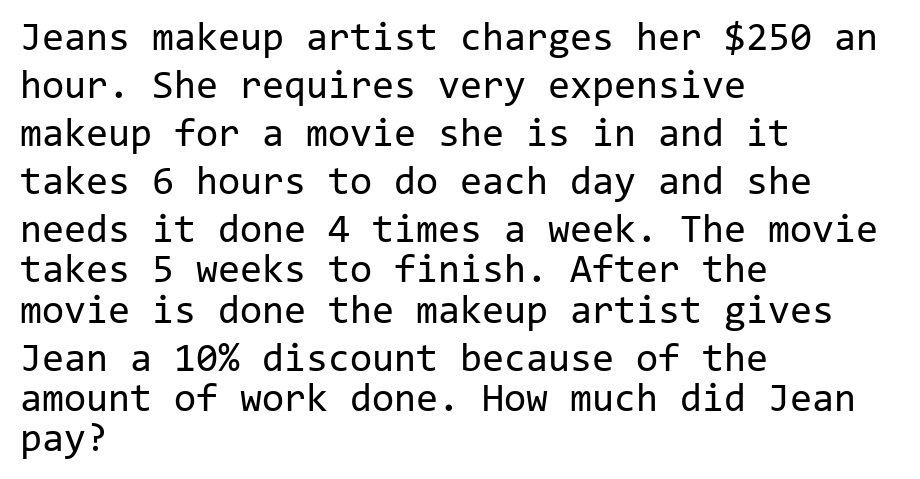 Jeans makeup artist charges her $250 an
hour. She requires very expensive
makeup for a movie she is in and it
takes 6 hours to do each day and she
needs it done 4 times a week. The movie
takes 5 weeks to finish. After the
movie is done the makeup artist gives
Jean a 10% discount because of the
amount of work done. How much did Jean
pay?